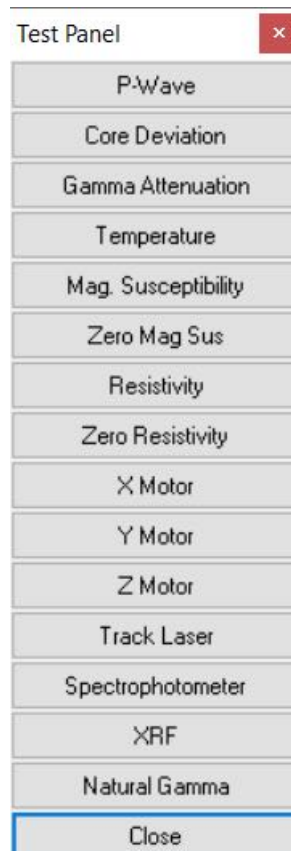 Test Panel
P-Wave
Core Deviation
Gamma Attenuation
Temperature
Mag. Susceptibility
Zero Mag Sus
Resistivity
Zero Resistivity
X Motor
Y Motor
Z Motor
Track Laser
Spectrophotometer
XRF
Natural Gamma
Close